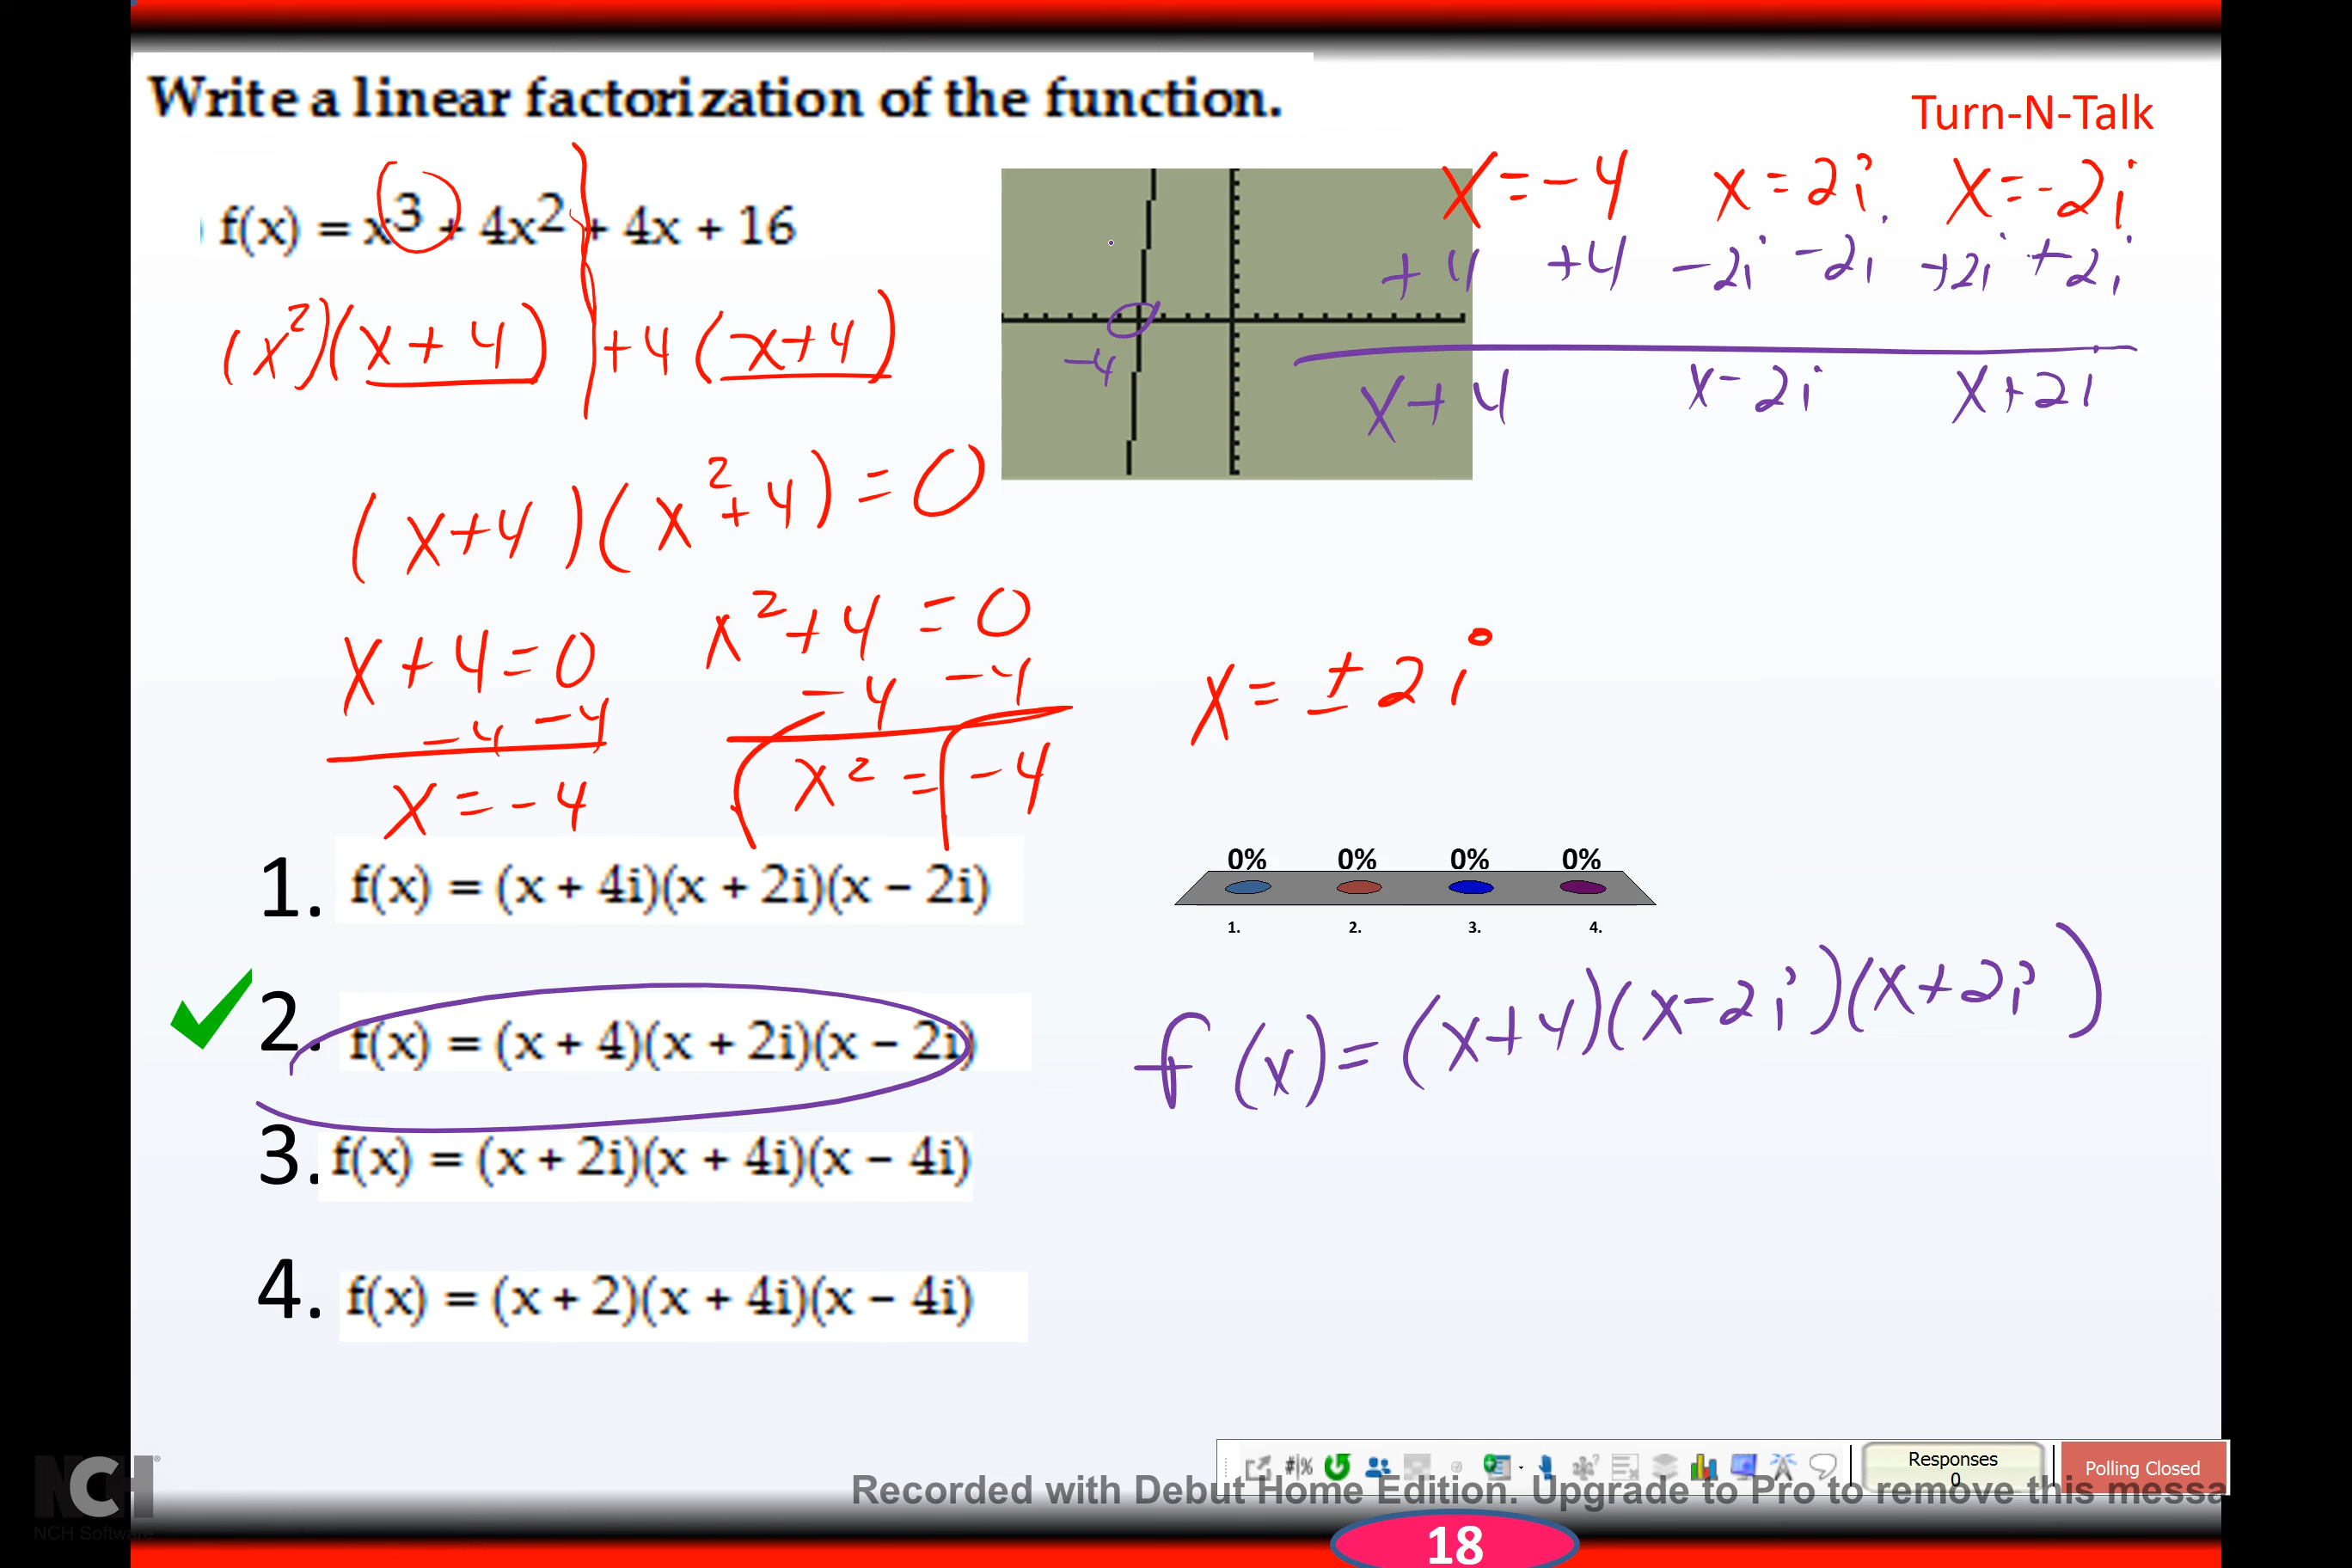 Write a linear factorization of the function.
Turn-N-Talk
f(x) = x³ + 4x² + 4x + 16
x = -4 x = 2i x = -2i
+4 +4 -2i -2i +2i +2i
(x²)(x + 4) + 4(x+4)
-4
x + 4 x - 2i x + 2i
(x+4)(x²+4) = 0
x + 4 = 0 x² + 4 = 0
-4 -4 -4 -4
x = ± 2i
x = -4 √x² = √-4
1. f(x) = (x + 4i)(x + 2i)(x − 2i)
0% 0% 0% 0%
1. 2. 3. 4.
2. f(x) = (x + 4)(x + 2i)(x − 2i)
f(x) = (x+4)(x-2i)(x+2i)
3. f(x) = (x + 2i)(x + 4i)(x − 4i)
4. f(x) = (x + 2)(x + 4i)(x − 4i)
#|%
Responses
0
Polling Closed
Recorded with Debut Home Edition. Upgrade to Pro to remove this messa
NCH®
NCH Software
18